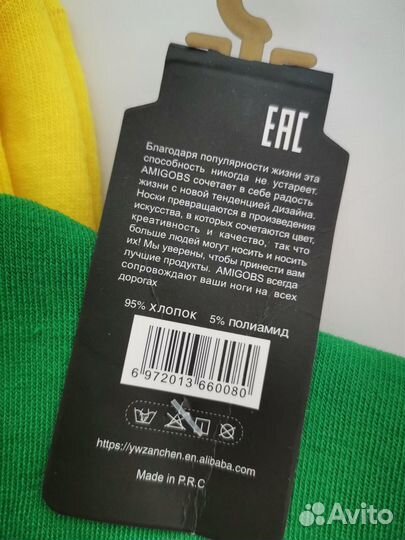 EAC
Благодаря популярности жизни эта
способность никогда не устареет.
AMIGOBS сочетает в себе радость
жизни с новой тенденцией дизайна.
Носки превращаются в произведения
искусства, в которых сочетаются цвет,
креативность и качество, так что
больше людей могут носить и носить
их! Мы уверены, чтобы принести вам
лучшие продукты. AMIGOBS всегда
сопровождают ваши ноги на всех
дорогах
95% ХЛОПОК 5% ПОЛИАМИД
6 972013 660080
https://ywzanchen.en.alibaba.com
Made in P.R.C
Avito